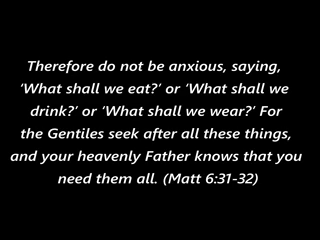 Therefore do not be anxious, saying,
‘What shall we eat?’ or ‘What shall we
drink?’ or ‘What shall we wear?’ For
the Gentiles seek after all these things,
and your heavenly Father knows that you
need them all. (Matt 6:31-32)